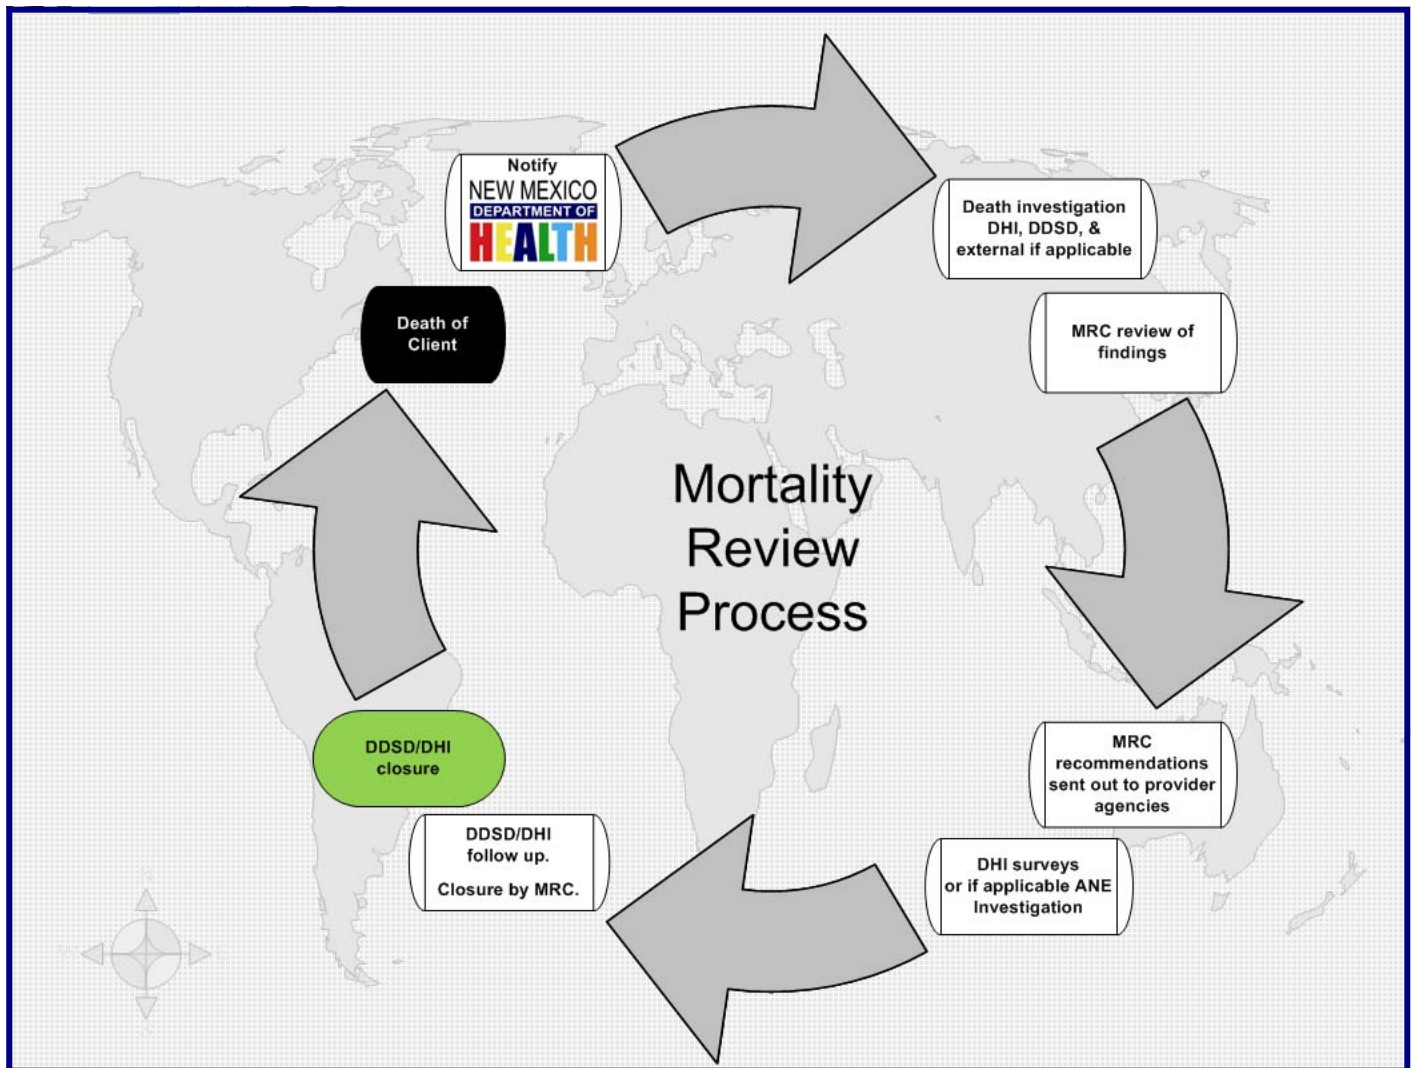 Notify
NEW MEXICO
DEPARTMENT OF
HEALTH
Death investigation
DHI, DDSD, &
external if applicable
Death of
Client
MRC review of
findings
Mortality
Review
Process
MRC
recommendations
sent out to provider
agencies
DHI surveys
or if applicable ANE
Investigation
DDSD/DHI
follow up.
Closure by MRC.
DDSD/DHI
closure